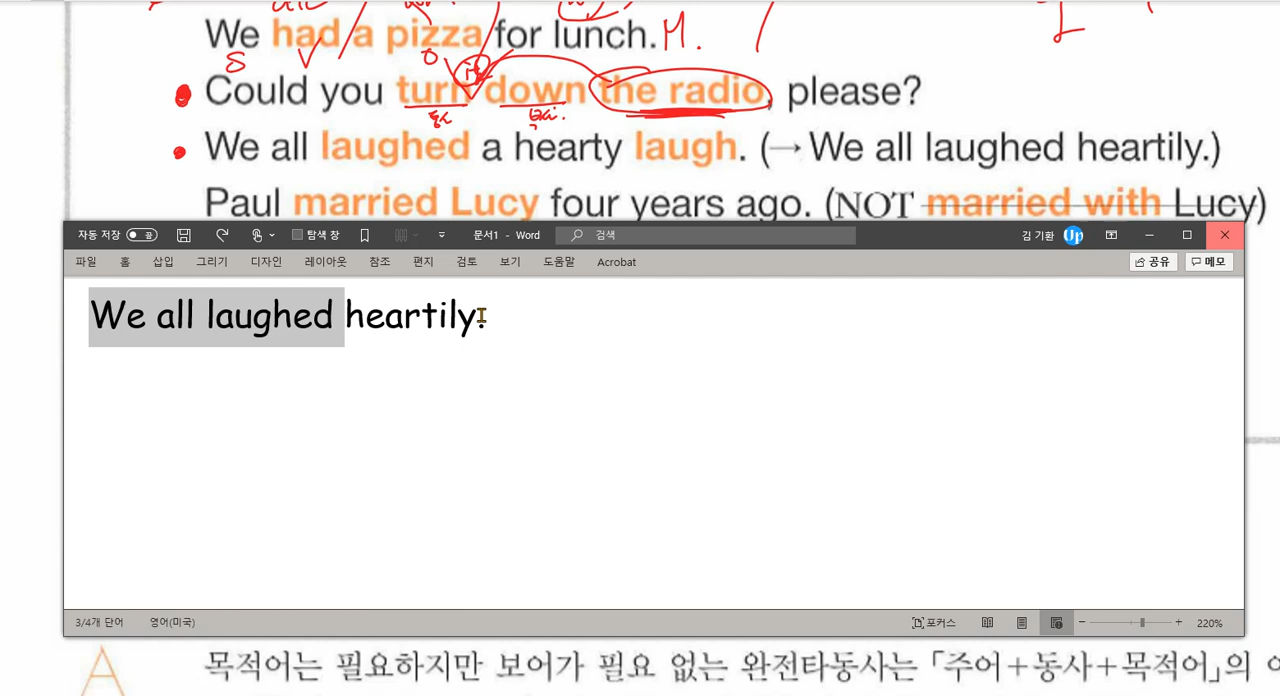 We had a pizza for lunch. M.
S V O
Could you turn down the radio, please?
We all laughed a hearty laugh. (→ We all laughed heartily.)
Paul married Lucy four years ago. (NOT married with Lucy)
자동 저장 끔 탐색 창 문서1 - Word 검색 김 기환 Up
파일 홈 삽입 그리기 디자인 레이아웃 참조 편지 검토 보기 도움말 Acrobat 공유 메모
We all laughed heartily.
3/4개 단어 영어(미국) 포커스 220%
A 목적어는 필요하지만 보어가 필요 없는 완전타동사는 「주어+동사+목적어」의